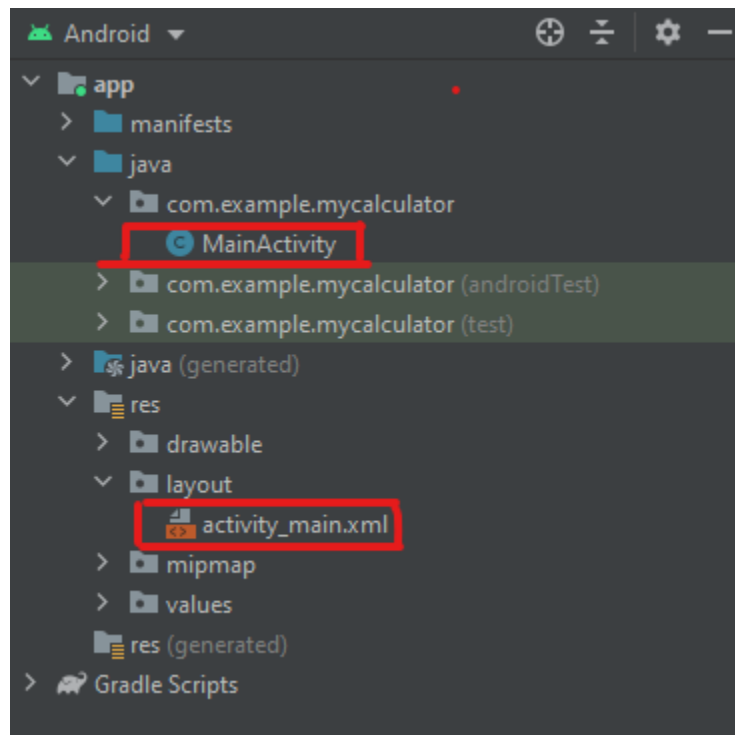 Android
app
manifests
java
com.example.mycalculator
C MainActivity
com.example.mycalculator (androidTest)
com.example.mycalculator (test)
java (generated)
res
drawable
layout
<> activity_main.xml
mipmap
values
res (generated)
Gradle Scripts